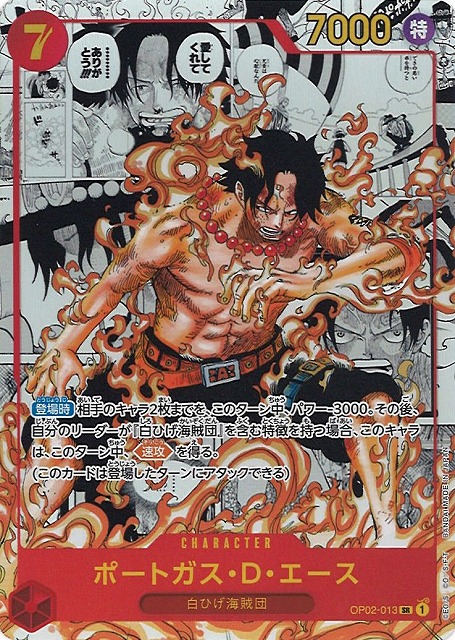 7
7000 特
愛して
くれて
………
ありが
とう!!!
登場時 相手のキャラ2枚までを、このターン中、パワー-3000。その後、
自分のリーダーが『白ひげ海賊団』を含む特徴を持つ場合、このキャラ
は、このターン中、速攻 を得る。
(このカードは登場したターンにアタックできる)
CHARACTER
ポートガス・D・エース
白ひげ海賊団
OP02-013 SR 1